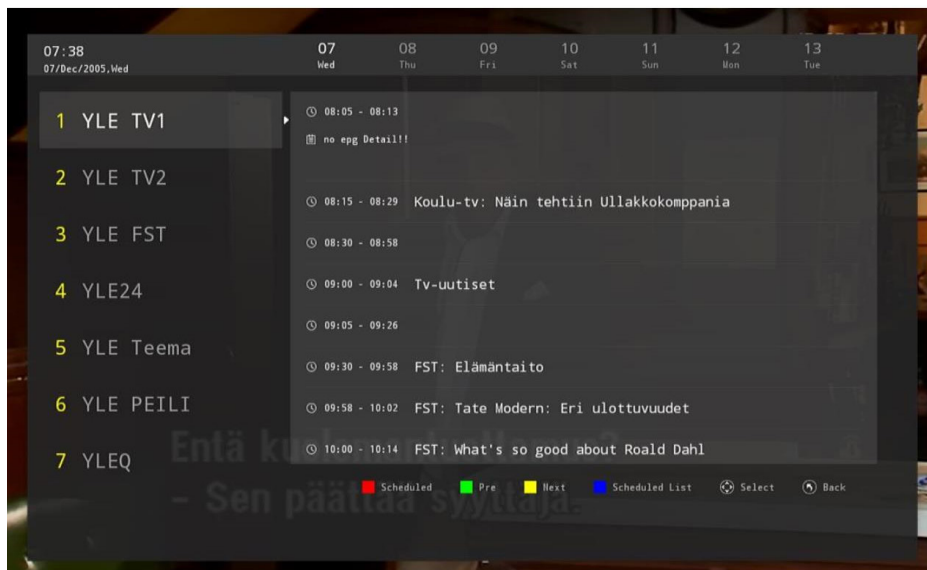 07:38
07/Dec/2005,Wed
07 08 09 10 11 12 13
Wed Thu Fri Sat Sun Mon Tue
1 YLE TV1
2 YLE TV2
3 YLE FST
4 YLE24
5 YLE Teema
6 YLE PEILI
7 YLEQ
08:05 - 08:13
no epg Detail!!
08:15 - 08:29 Koulu-tv: Näin tehtiin Ullakkokomppania
08:30 - 08:58
09:00 - 09:04 Tv-uutiset
09:05 - 09:26
09:30 - 09:58 FST: Elämäntaito
09:58 - 10:02 FST: Tate Modern: Eri ulottuvuudet
10:00 - 10:14 FST: What's so good about Roald Dahl
Scheduled Pre Next Scheduled List Select Back
Entä
- Sen päättää syyttäjä.